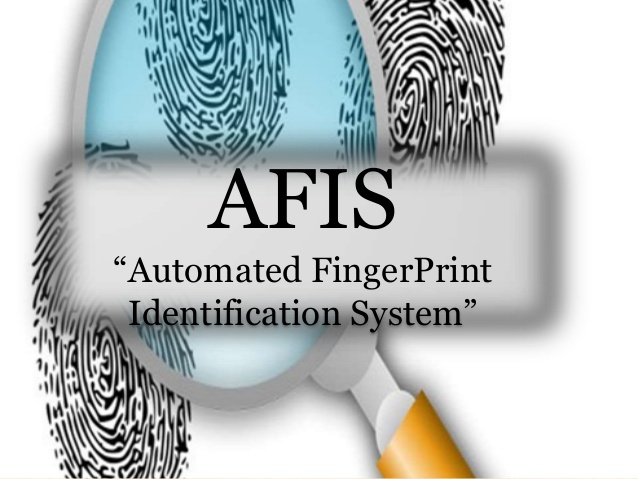 AFIS
“Automated FingerPrint
Identification System”